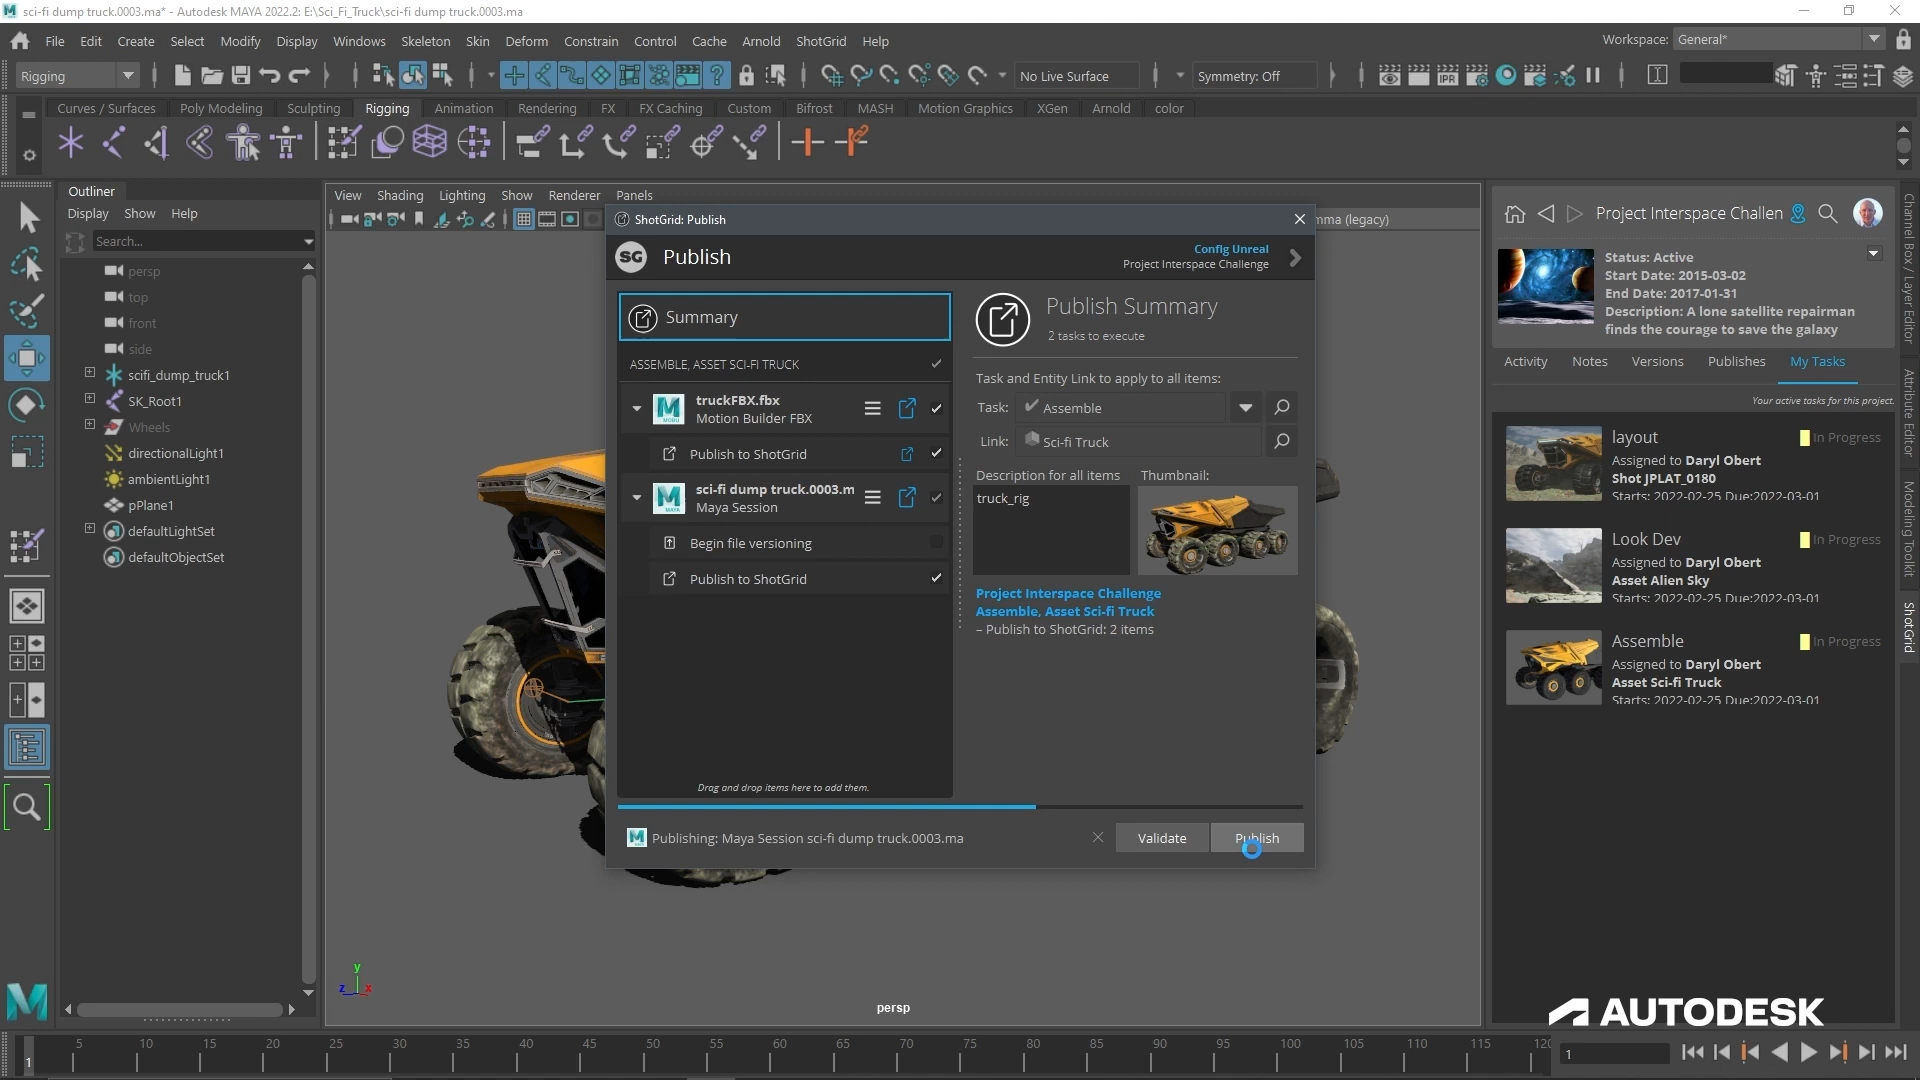 sci-fi dump truck.0003.ma* - Autodesk MAYA 2022.2: E:\Sci_Fi_Truck\sci-fi dump truck.0003.ma
File Edit Create Select Modify Display Windows Skeleton Skin Deform Constrain Control Cache Arnold ShotGrid Help
Workspace: General*
Rigging
No Live Surface
Symmetry: Off
IPR
Curves / Surfaces Poly Modeling Sculpting Rigging Animation Rendering FX FX Caching Custom Bifrost MASH Motion Graphics XGen Arnold color
Outliner
Display Show Help
Search...
persp
top
front
side
scifi_dump_truck1
SK_Root1
Wheels
directionalLight1
ambientLight1
pPlane1
defaultLightSet
defaultObjectSet
View Shading Lighting Show Renderer Panels
mma (legacy)
ShotGrid: Publish
SG Publish
Config Unreal
Project Interspace Challenge
Summary
ASSEMBLE, ASSET SCI-FI TRUCK
truckFBX.fbx
Motion Builder FBX
Publish to ShotGrid
sci-fi dump truck.0003.m
Maya Session
Begin file versioning
Publish to ShotGrid
Drag and drop items here to add them.
Publish Summary
2 tasks to execute
Task and Entity Link to apply to all items:
Task: Assemble
Link: Sci-fi Truck
Description for all items Thumbnail:
truck_rig
Project Interspace Challenge
Assemble, Asset Sci-fi Truck
– Publish to ShotGrid: 2 items
Publishing: Maya Session sci-fi dump truck.0003.ma
Validate
Publish
y
z x
persp
Project Interspace Challen
Status: Active
Start Date: 2015-03-02
End Date: 2017-01-31
Description: A lone satellite repairman
finds the courage to save the galaxy
Activity Notes Versions Publishes My Tasks
Your active tasks for this project.
layout In Progress
Assigned to Daryl Obert
Shot JPLAT_0180
Starts: 2022-02-25 Due:2022-03-01
Look Dev In Progress
Assigned to Daryl Obert
Asset Alien Sky
Starts: 2022-02-25 Due:2022-03-01
Assemble In Progress
Assigned to Daryl Obert
Asset Sci-fi Truck
Starts: 2022-02-25 Due:2022-03-01
Channel Box / Layer Editor
Attribute Editor
Modeling Toolkit
ShotGrid
AUTODESK
1 5 10 15 20 25 30 35 40 45 50 55 60 65 70 75 80 85 90 95 100 105 110 115 120
1